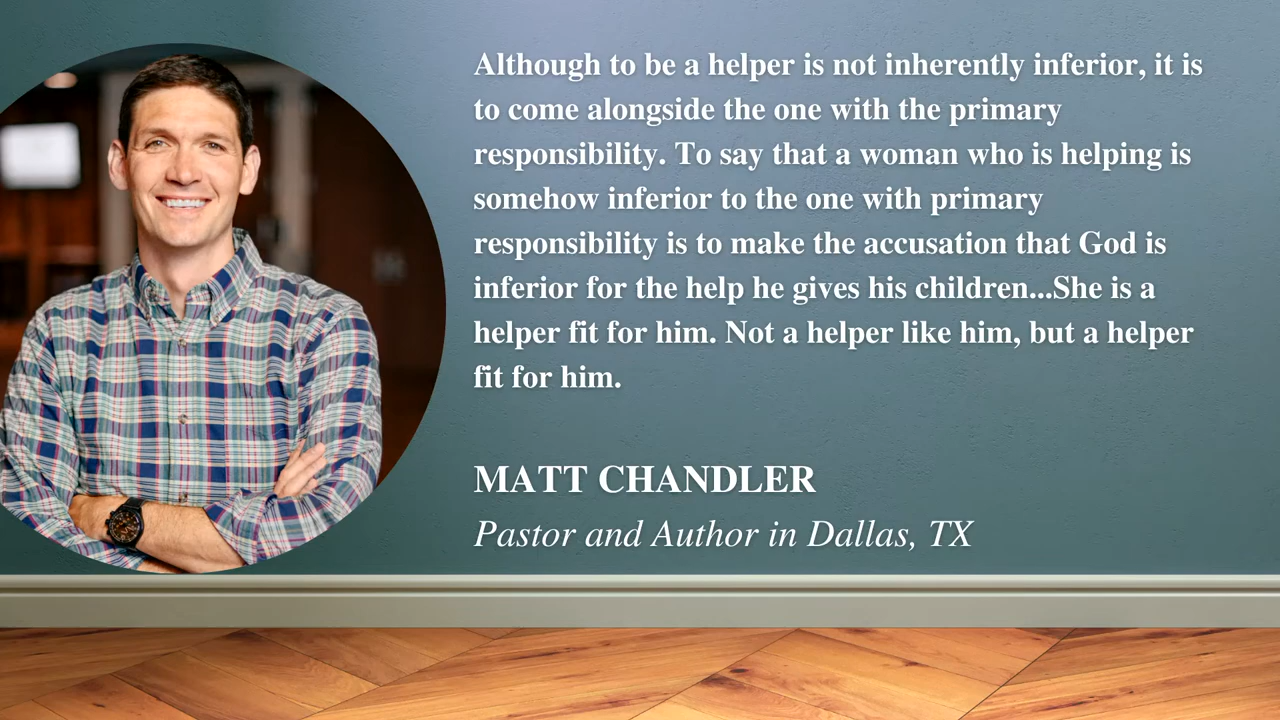 Although to be a helper is not inherently inferior, it is
to come alongside the one with the primary
responsibility. To say that a woman who is helping is
somehow inferior to the one with primary
responsibility is to make the accusation that God is
inferior for the help he gives his children...She is a
helper fit for him. Not a helper like him, but a helper
fit for him.
MATT CHANDLER
Pastor and Author in Dallas, TX